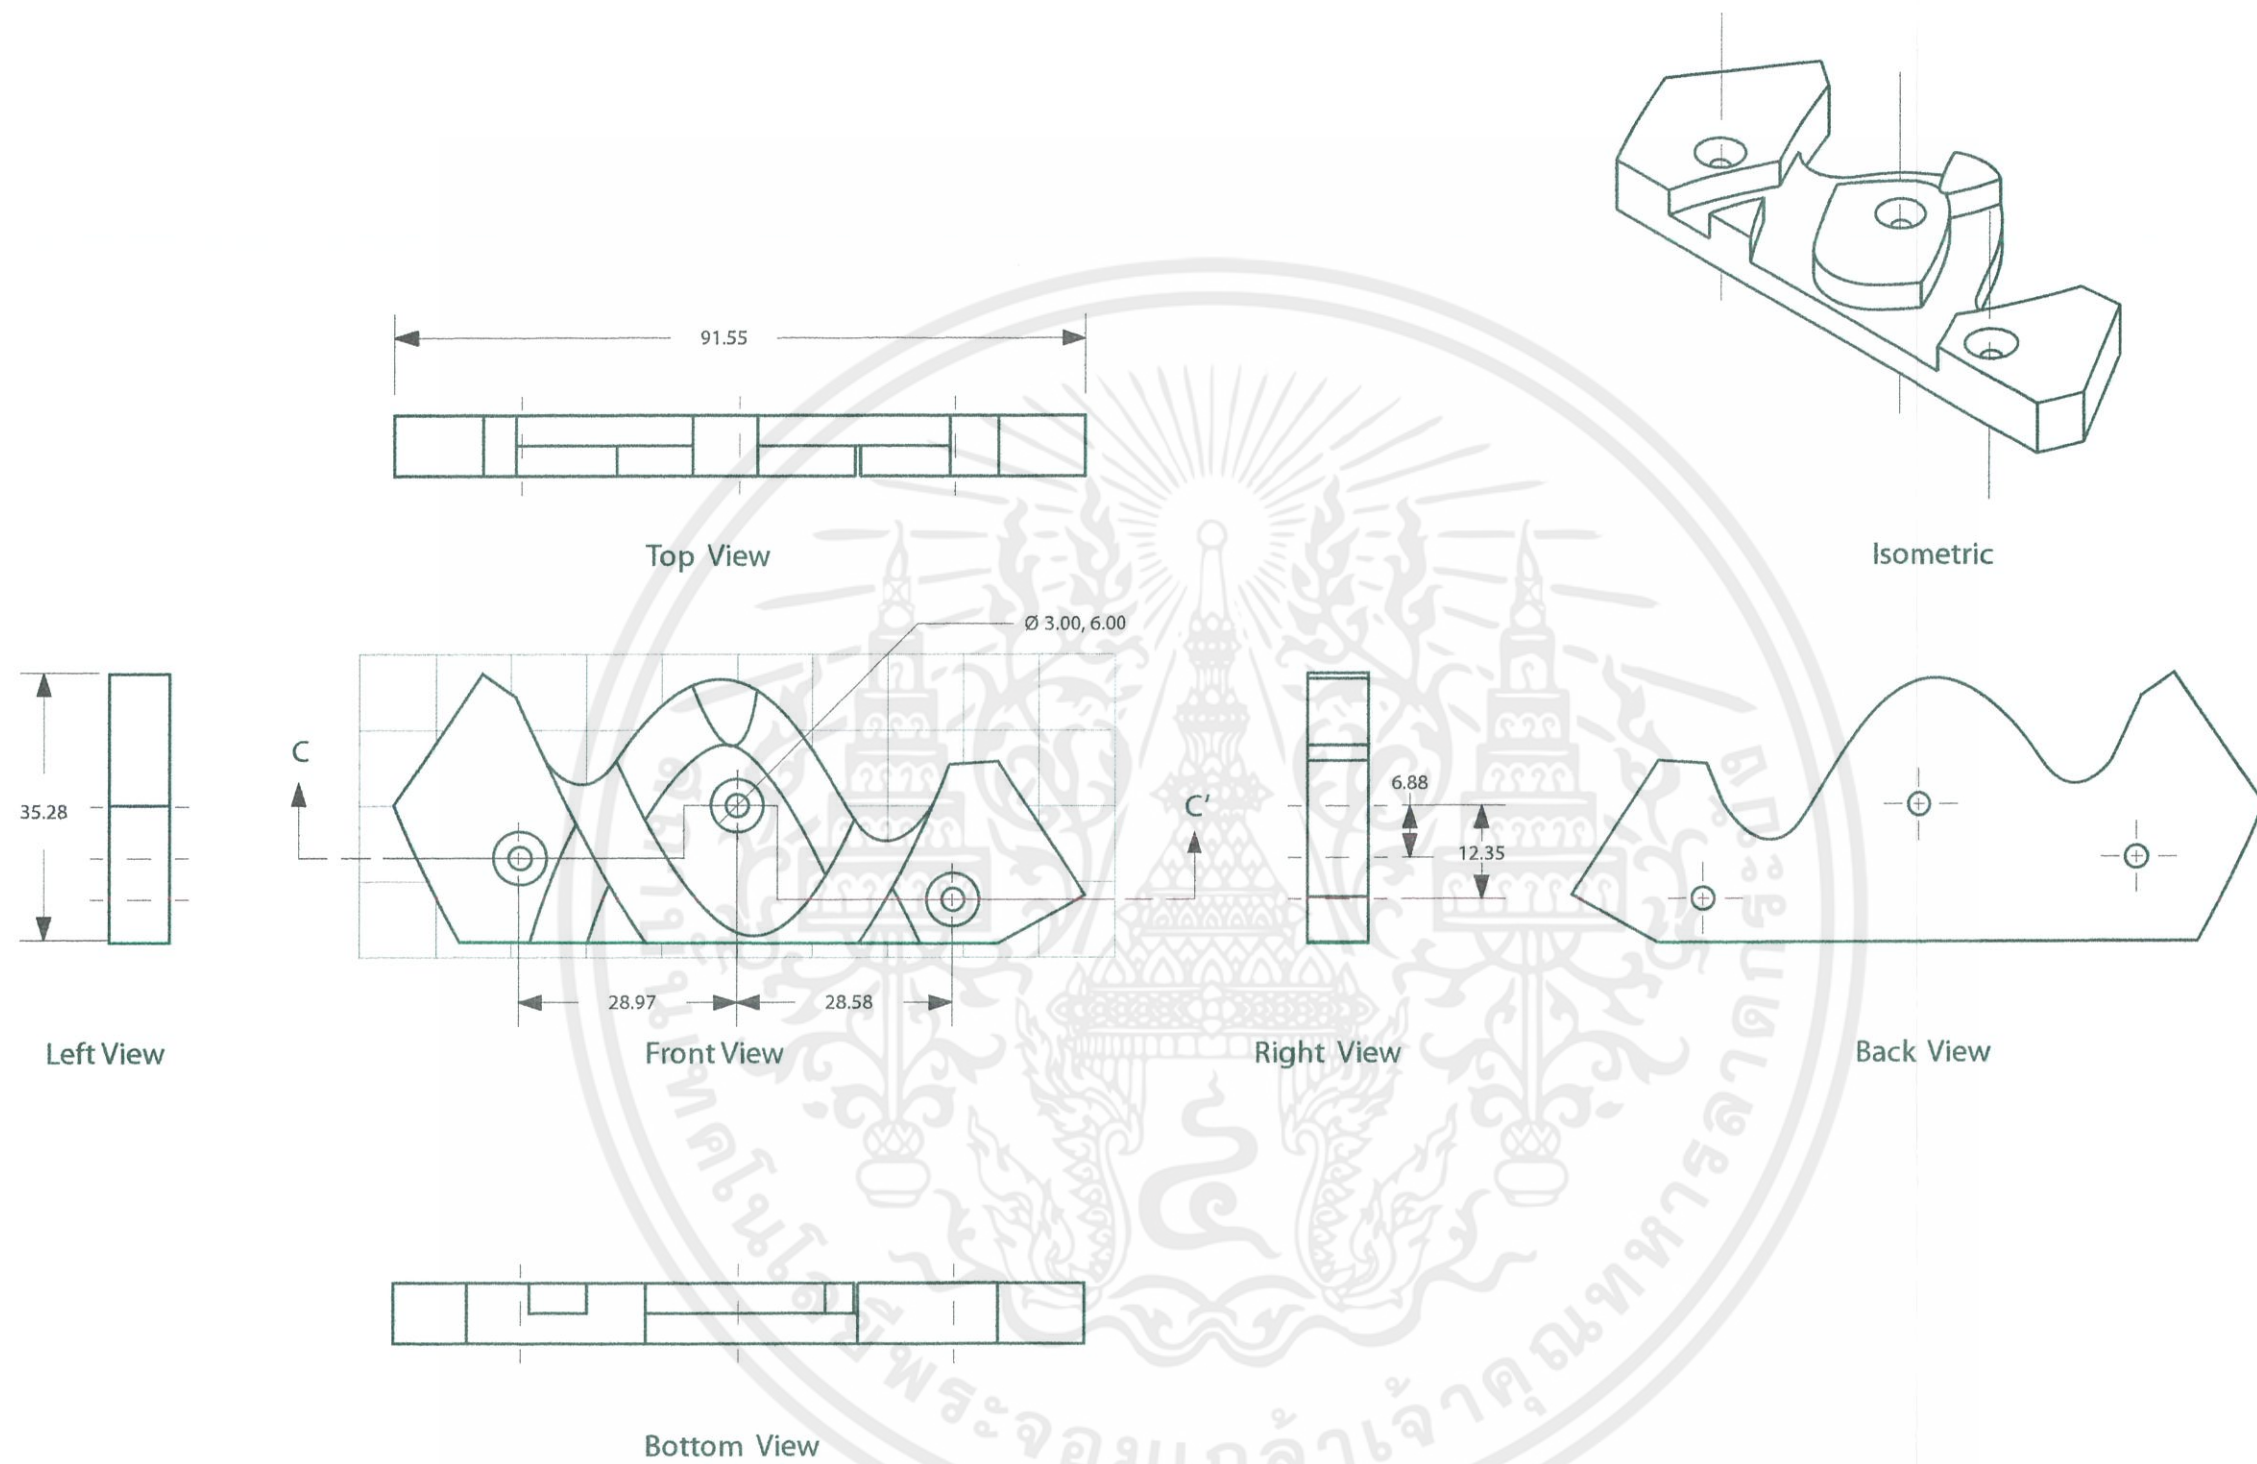 91.55
Top View
Isometric
Ø 3.00, 6.00
C
C'
35.28
6.88
12.35
28.97
28.58
Left View
Front View
Right View
Back View
Bottom View